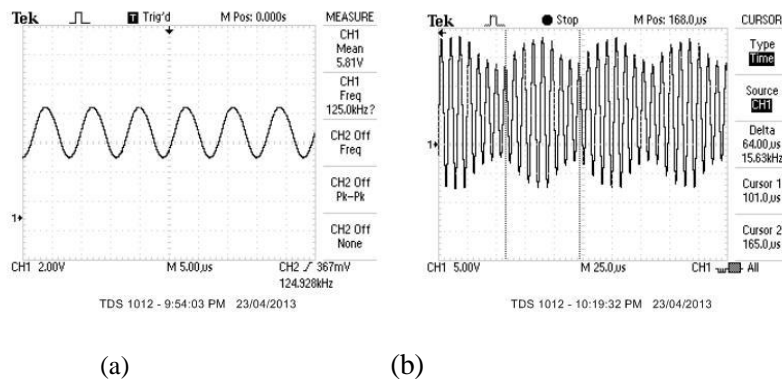 Tek T Trig'd M Pos: 0.000s MEASURE
CH1
Mean
5.81V
CH1
Freq
125.0kHz?
CH2 Off
Freq
CH2 Off
Pk-Pk
CH2 Off
None
1
CH1 2.00V M 5.00µs CH2 367mV
124.928kHz
TDS 1012 - 9:54:03 PM 23/04/2013
(a)
Tek Stop M Pos: 168.0µs CURSOR
Type
Time
Source
CH1
Delta
64.00µs
15.63kHz
Cursor 1
101.0µs
Cursor 2
165.0µs
1
CH1 5.00V M 25.0µs CH1 All
TDS 1012 - 10:19:32 PM 23/04/2013
(b)